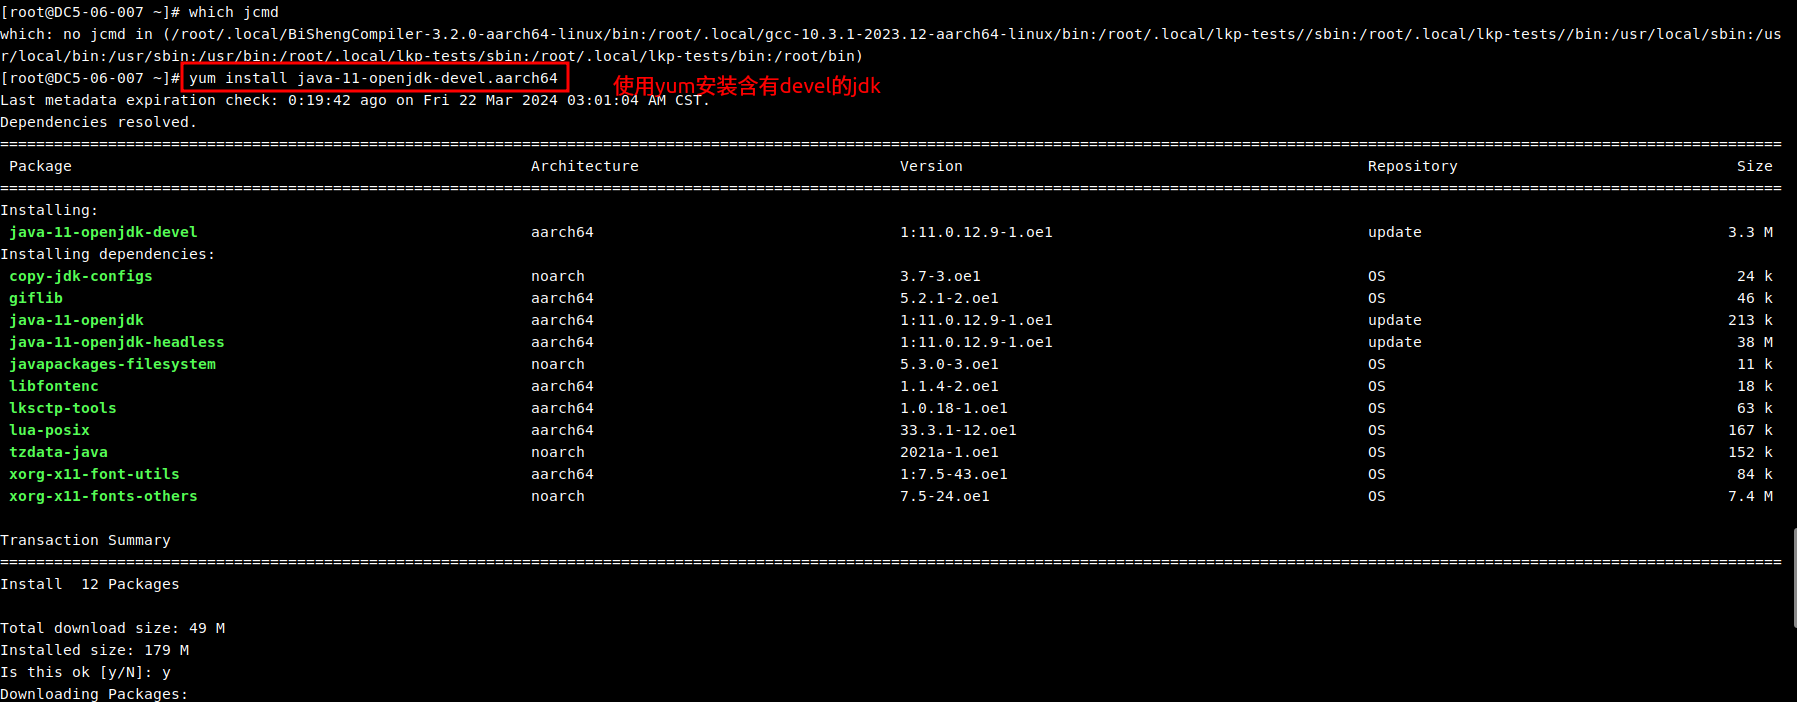 [root@DC5-06-007 ~]# which jcmd
which: no jcmd in (/root/.local/BiShengCompiler-3.2.0-aarch64-linux/bin:/root/.local/gcc-10.3.1-2023.12-aarch64-linux/bin:/root/.local/lkp-tests//sbin:/root/.local/lkp-tests//bin:/usr/local/sbin:/us
r/local/bin:/usr/sbin:/usr/bin:/root/.local/lkp-tests/sbin:/root/.local/lkp-tests/bin:/root/bin)
[root@DC5-06-007 ~]# yum install java-11-openjdk-devel.aarch64
使用yum安装含有devel的jdk
Last metadata expiration check: 0:19:42 ago on Fri 22 Mar 2024 03:01:04 AM CST.
Dependencies resolved.
Package Architecture Version Repository Size
Installing:
java-11-openjdk-devel aarch64 1:11.0.12.9-1.oe1 update 3.3 M
Installing dependencies:
copy-jdk-configs noarch 3.7-3.oe1 OS 24 k
giflib aarch64 5.2.1-2.oe1 OS 46 k
java-11-openjdk aarch64 1:11.0.12.9-1.oe1 update 213 k
java-11-openjdk-headless aarch64 1:11.0.12.9-1.oe1 update 38 M
javapackages-filesystem noarch 5.3.0-3.oe1 OS 11 k
libfontenc aarch64 1.1.4-2.oe1 OS 18 k
lksctp-tools aarch64 1.0.18-1.oe1 OS 63 k
lua-posix aarch64 33.3.1-12.oe1 OS 167 k
tzdata-java noarch 2021a-1.oe1 OS 152 k
xorg-x11-font-utils aarch64 1:7.5-43.oe1 OS 84 k
xorg-x11-fonts-others noarch 7.5-24.oe1 OS 7.4 M
Transaction Summary
Install  12 Packages
Total download size: 49 M
Installed size: 179 M
Is this ok [y/N]: y
Downloading Packages: